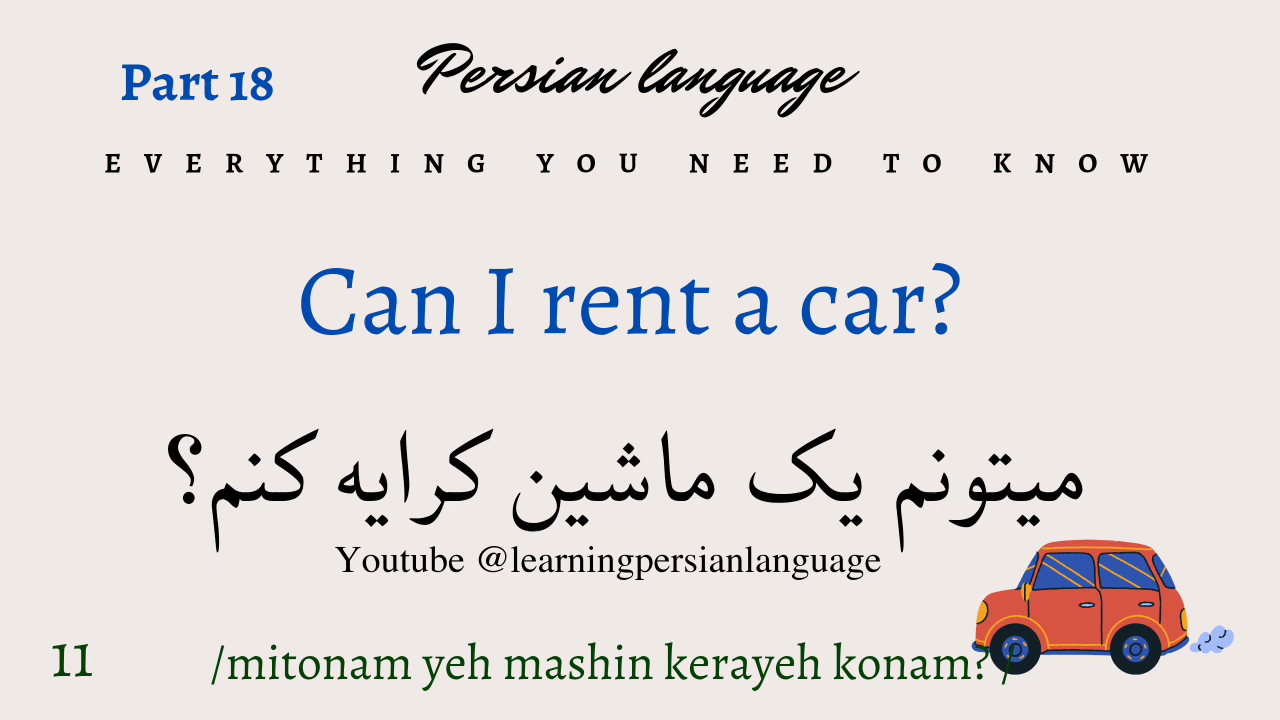 Part 18
Persian language
EVERYTHING YOU NEED TO KNOW
Can I rent a car?
میتونم یک ماشین کرایه کنم؟
Youtube @learningpersianlanguage
11
/mitonam yeh mashin kerayeh konam? /